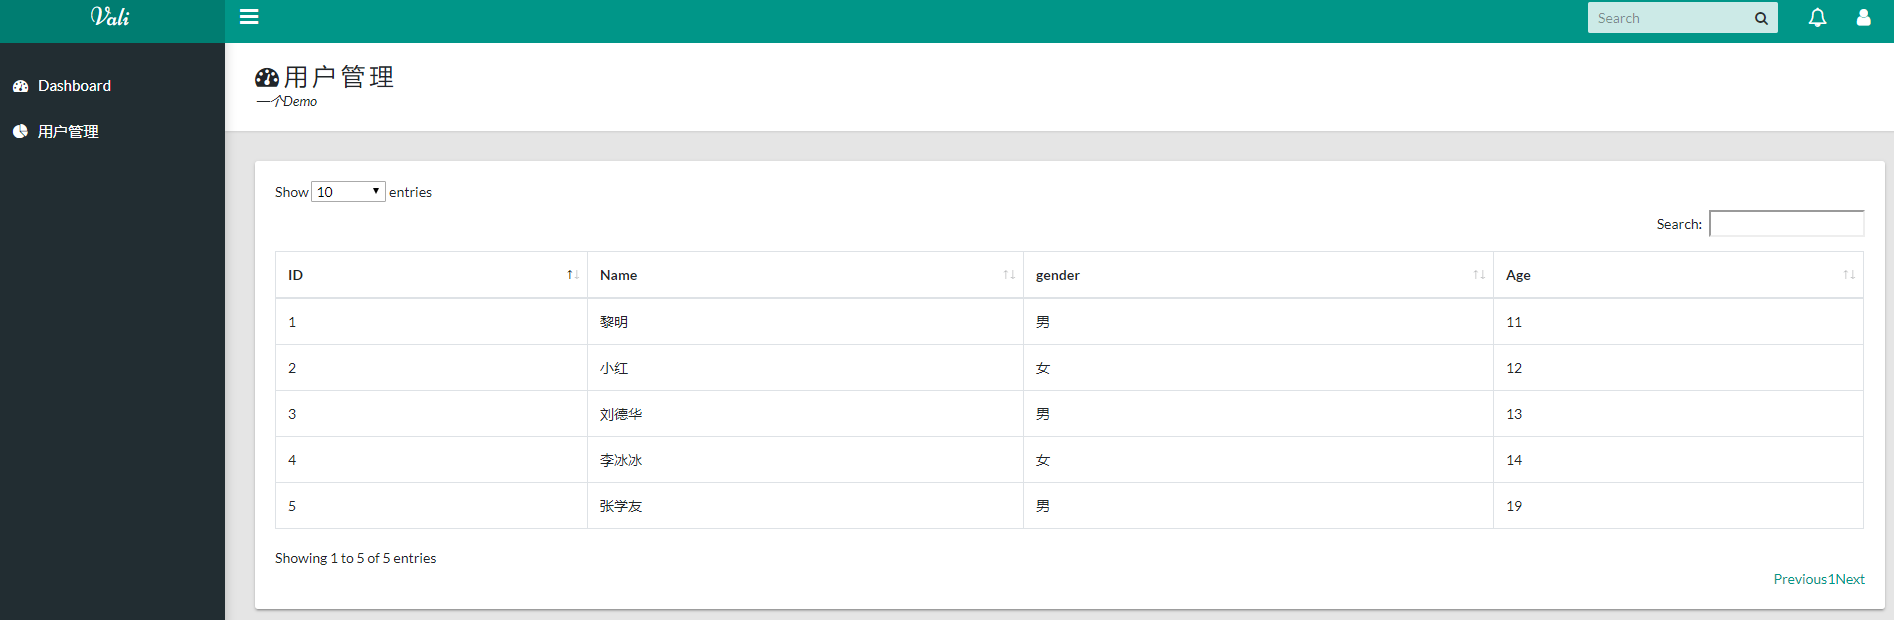 Vali
Search
Dashboard
用户管理
用户管理
一个Demo
Show 10 entries
Search:
ID Name gender Age
1 黎明 男 11
2 小红 女 12
3 刘德华 男 13
4 李冰冰 女 14
5 张学友 男 19
Showing 1 to 5 of 5 entries
Previous1Next